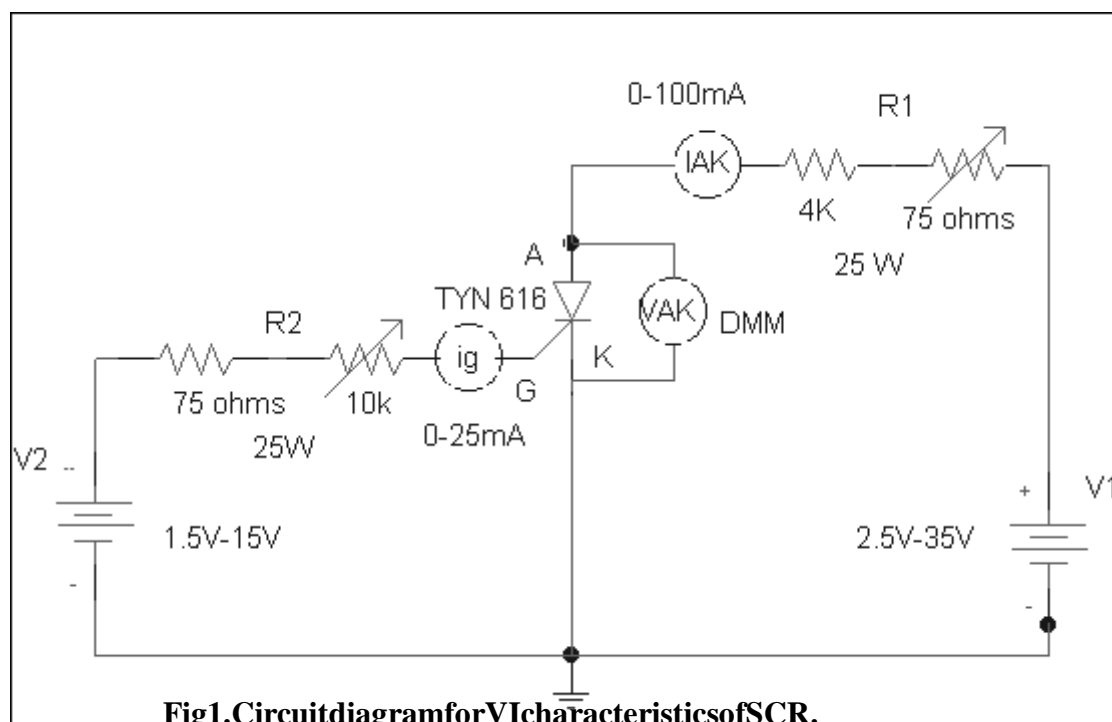 0-100mA
R1
IAK
4K
75 ohms
25 W
A
TYN 616
VAK
DMM
R2
ig
K
G
75 ohms
10k
25W
0-25mA
V2
--
+
V1
1.5V-15V
2.5V-35V
-
-
Fig1.CircuitdiagramforVIcharacteristicsofSCR.